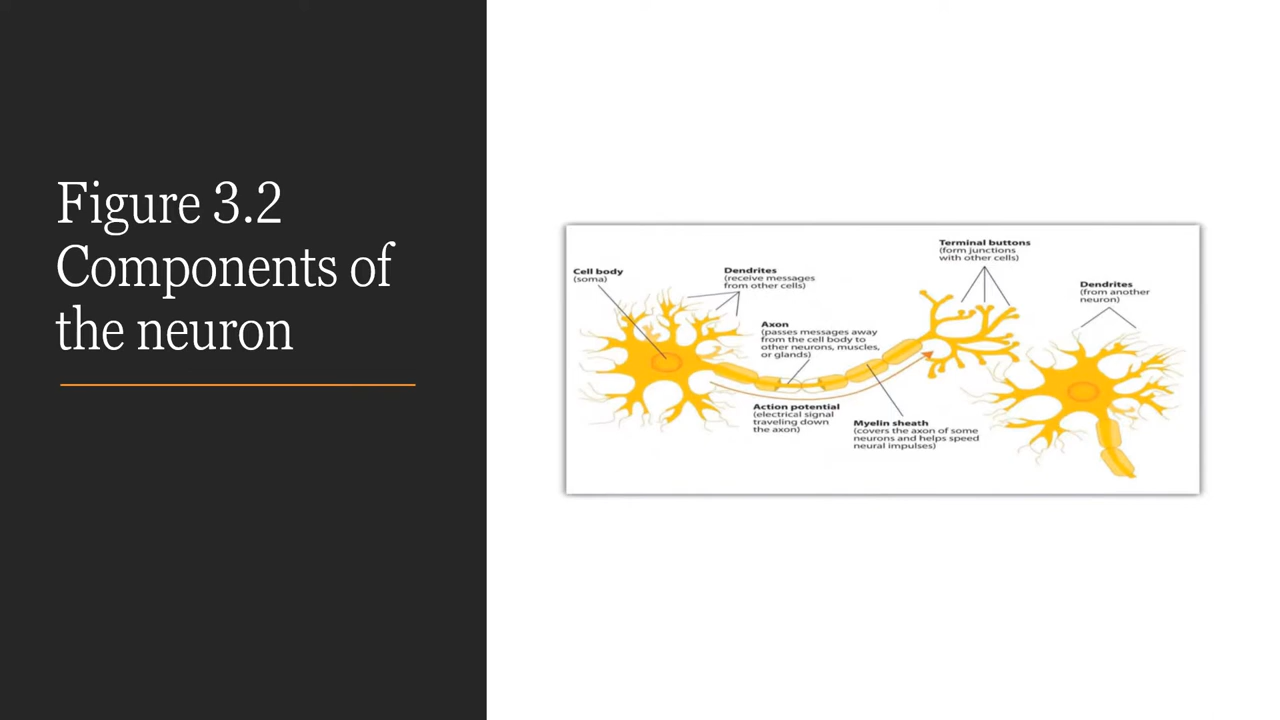 Figure 3.2
Components of
the neuron
Cell body
(soma)
Dendrites
(receive messages
from other cells)
Axon
(passes messages away
from the cell body to
other neurons, muscles,
or glands)
Action potential
(electrical signal
traveling down
the axon)
Myelin sheath
(covers the axon of some
neurons and helps speed
neural impulses)
Terminal buttons
(form junctions
with other cells)
Dendrites
(from another
neuron)